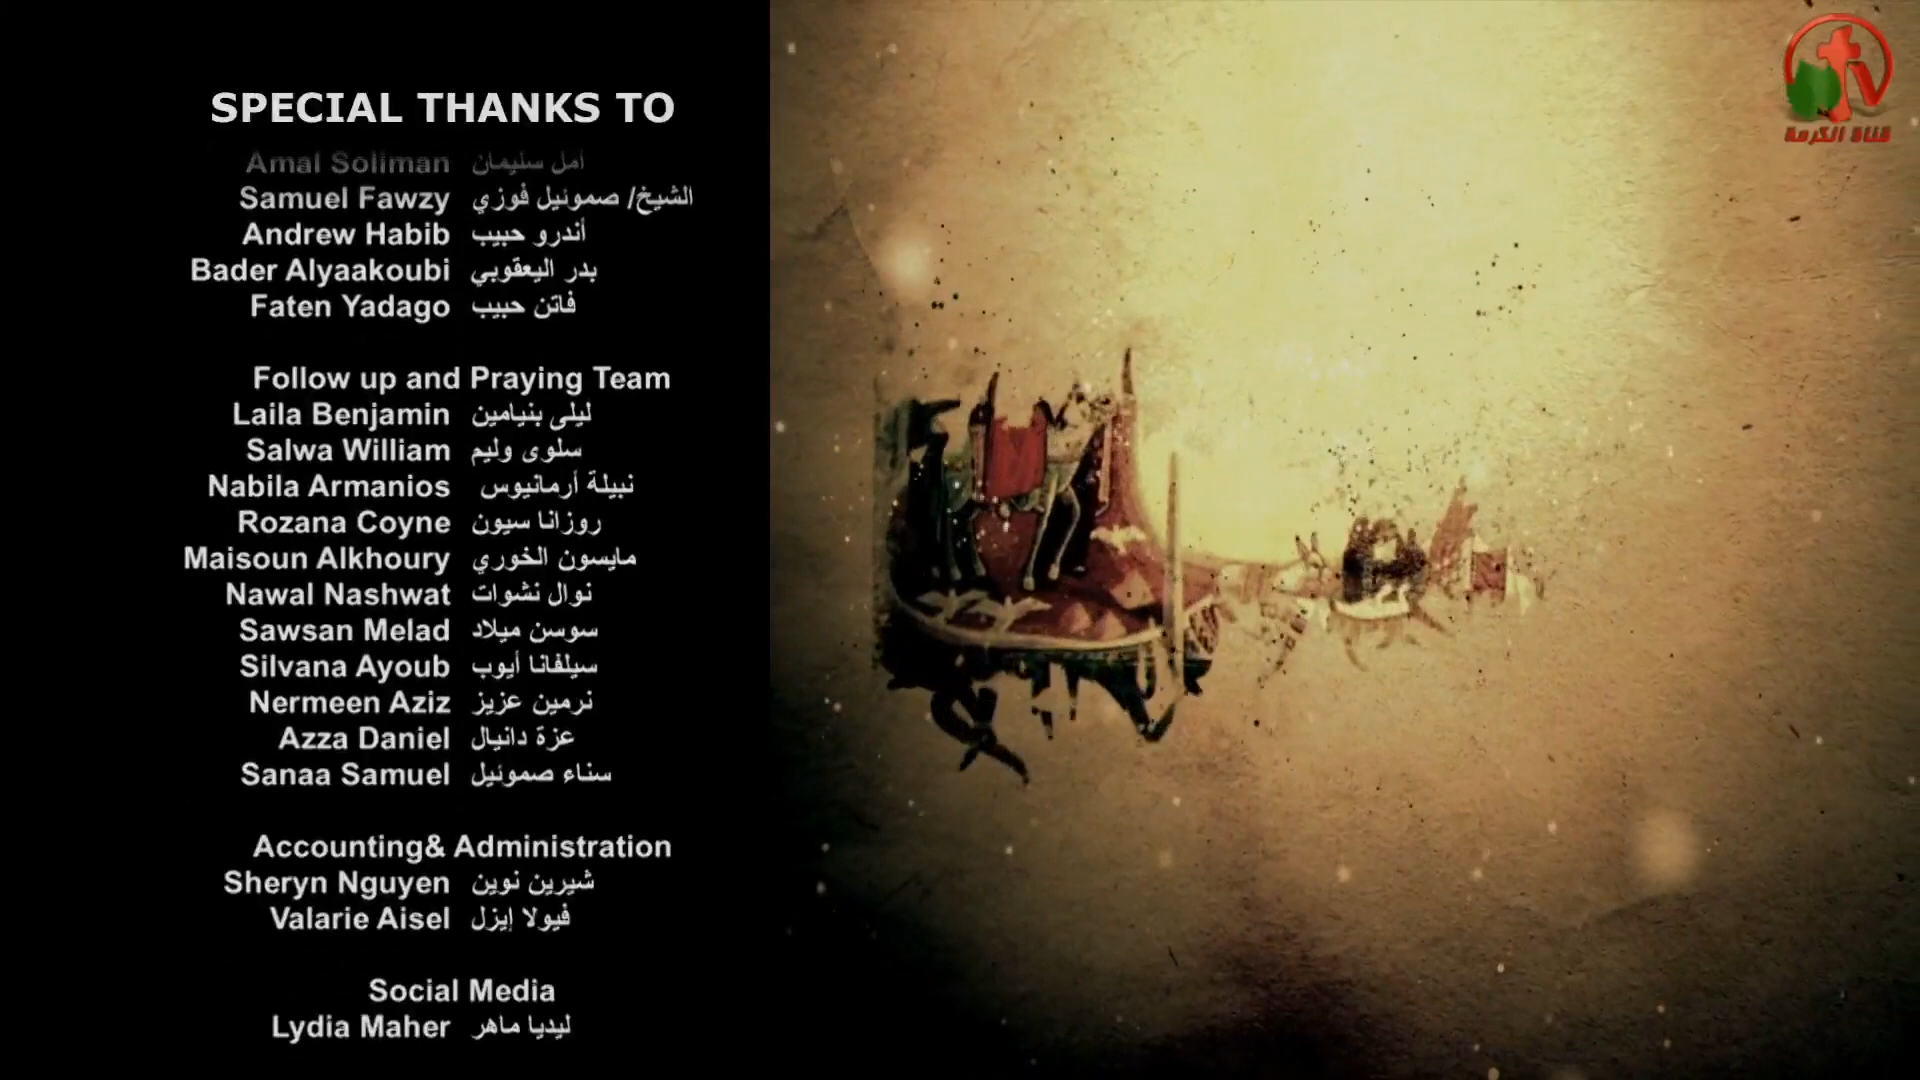 SPECIAL THANKS TO
Amal Soliman أمل سليمان
Samuel Fawzy الشيخ/ صموئيل فوزي
Andrew Habib أندرو حبيب
Bader Alyaakoubi بدر اليعقوبي
Faten Yadago فاتن حبيب
Follow up and Praying Team
Laila Benjamin ليلى بنيامين
Salwa William سلوى وليم
Nabila Armanios نبيلة أرمانيوس
Rozana Coyne روزانا سيون
Maisoun Alkhoury مايسون الخوري
Nawal Nashwat نوال نشوات
Sawsan Melad سوسن ميلاد
Silvana Ayoub سيلفانا أيوب
Nermeen Aziz نرمين عزيز
Azza Daniel عزة دانيال
Sanaa Samuel سناء صموئيل
Accounting& Administration
Sheryn Nguyen شيرين نوين
Valarie Aisel فيولا إيزل
Social Media
Lydia Maher ليديا ماهر
tv
قناة الكرمة